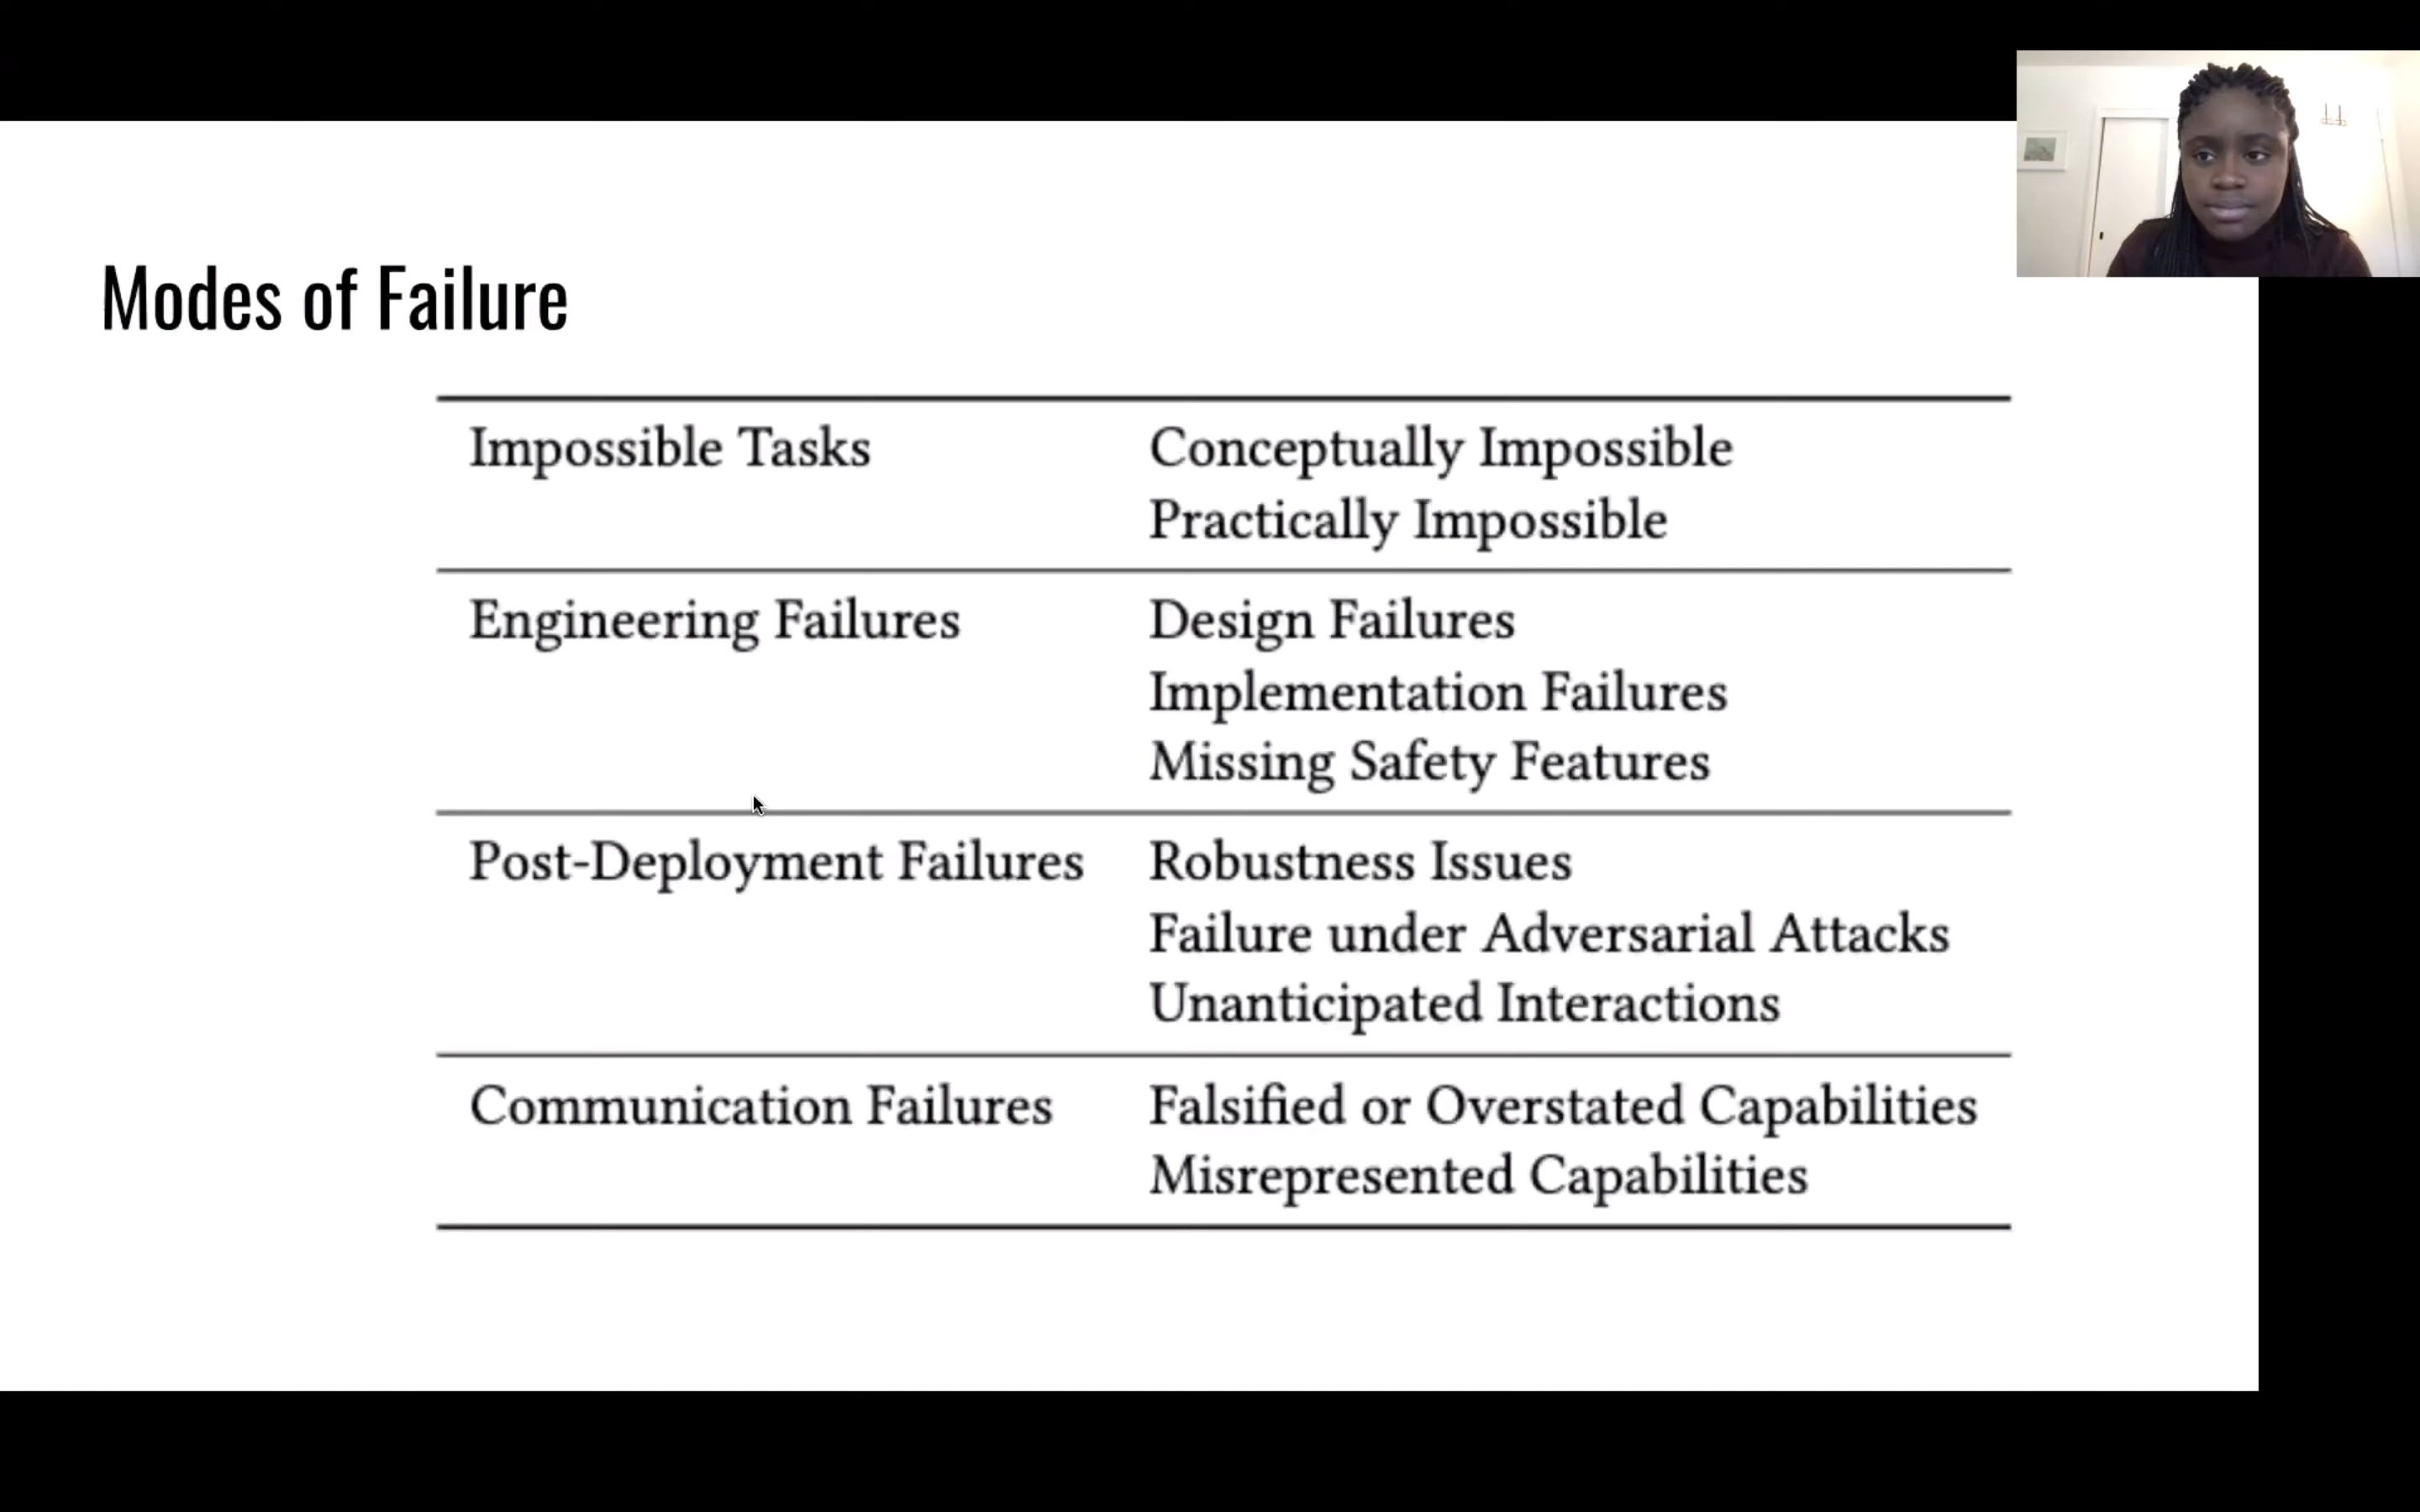 Modes of Failure
Impossible Tasks
Conceptually Impossible
Practically Impossible
Engineering Failures
Design Failures
Implementation Failures
Missing Safety Features
Post-Deployment Failures
Robustness Issues
Failure under Adversarial Attacks
Unanticipated Interactions
Communication Failures
Falsified or Overstated Capabilities
Misrepresented Capabilities